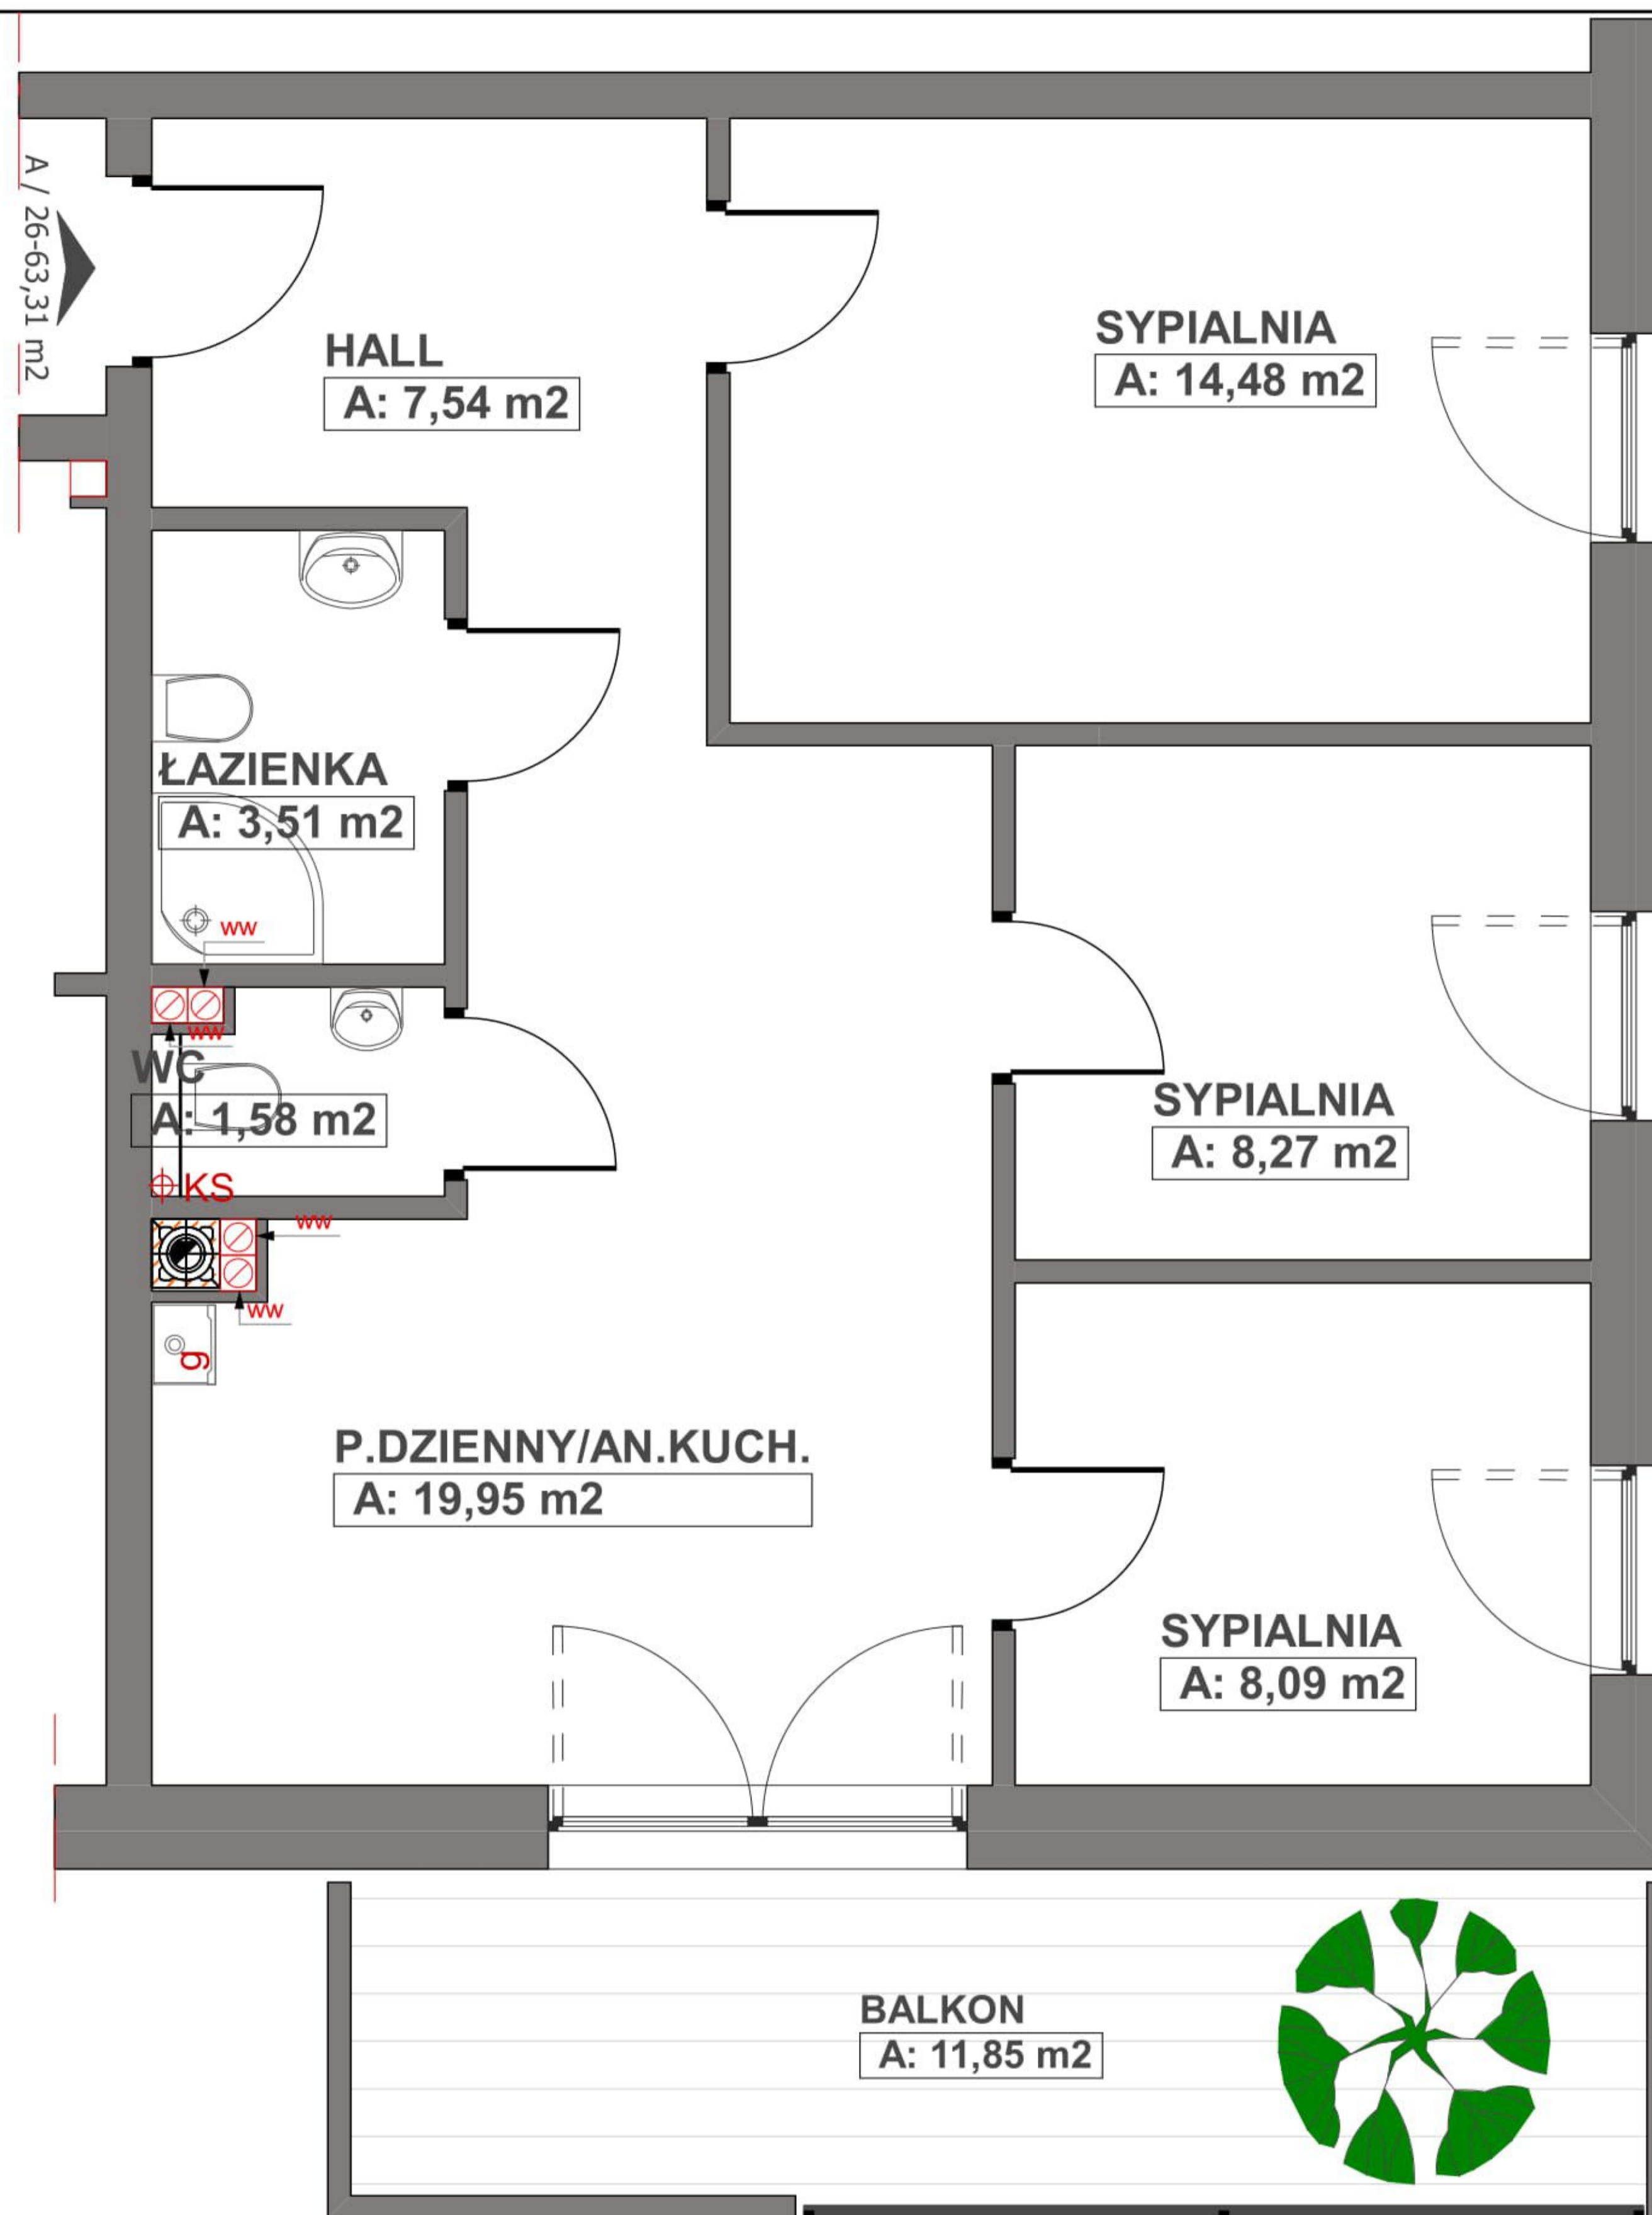 A / 26-63,31 m2
HALL
A: 7,54 m2
SYPIALNIA
A: 14,48 m2
ŁAZIENKA
A: 3,51 m2
ww
ww
WC
A: 1,58 m2
KS
ww
ww
g
SYPIALNIA
A: 8,27 m2
P.DZIENNY/AN.KUCH.
A: 19,95 m2
SYPIALNIA
A: 8,09 m2
BALKON
A: 11,85 m2